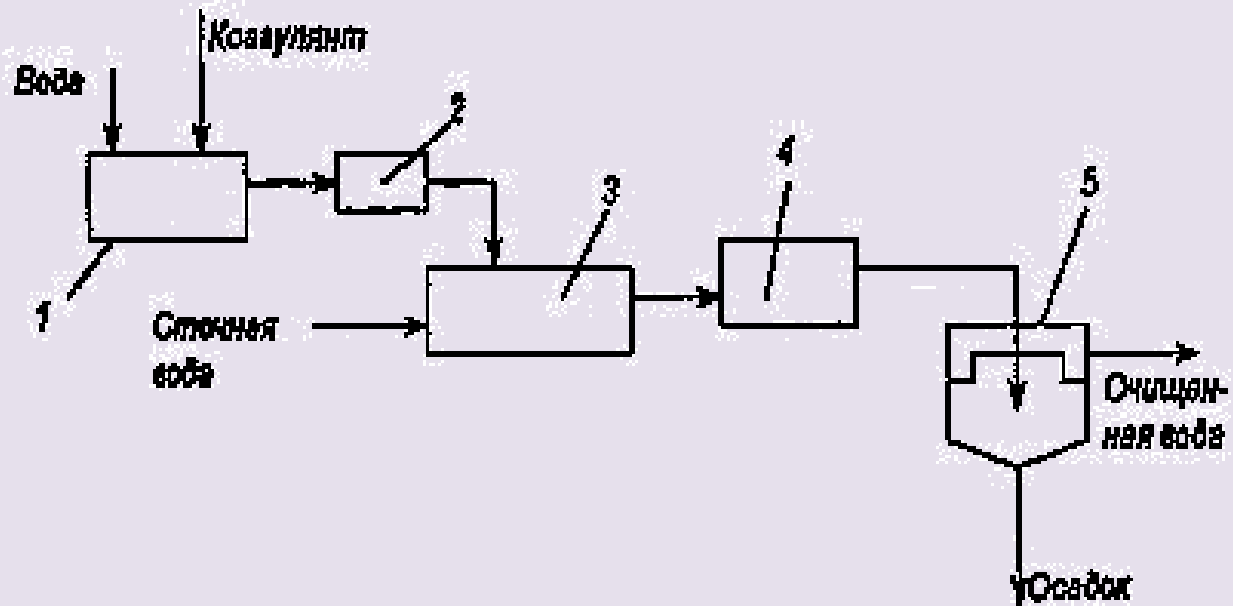 Коагулянт
Вода
2
4
3
5
1
Сточная
вода
Очищен-
ная вода
Осадок